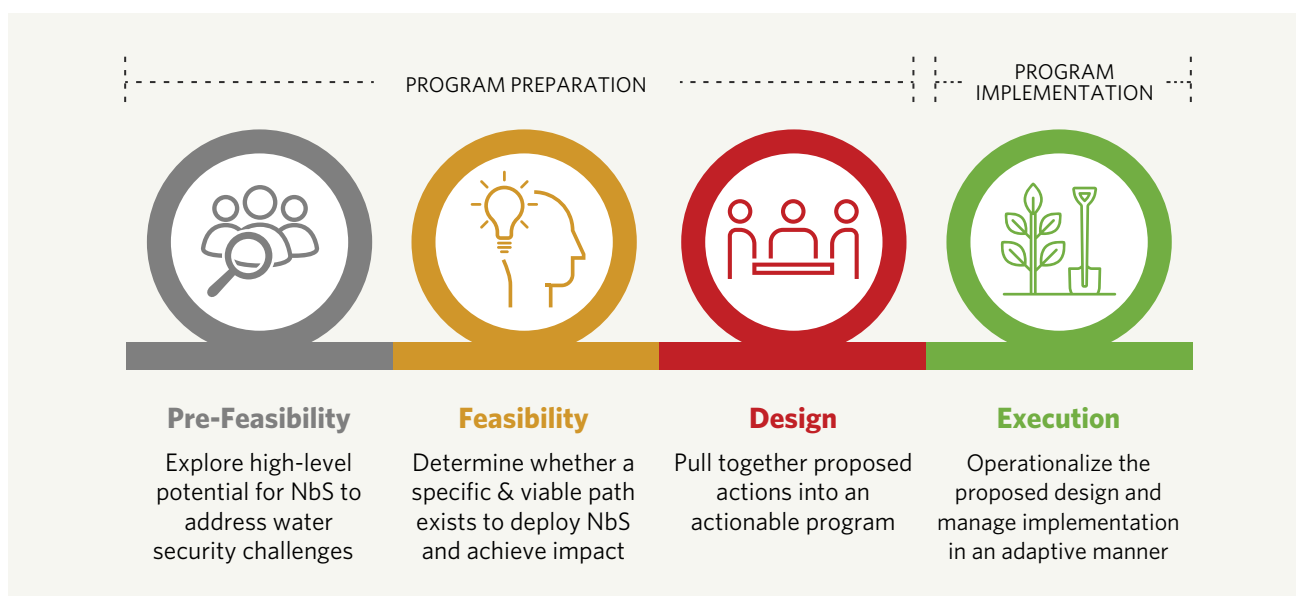 PROGRAM PREPARATION
PROGRAM
IMPLEMENTATION
Pre-Feasibility
Explore high-level
potential for NbS to
address water
security challenges
Feasibility
Determine whether a
specific & viable path
exists to deploy NbS
and achieve impact
Design
Pull together proposed
actions into an
actionable program
Execution
Operationalize the
proposed design and
manage implementation
in an adaptive manner